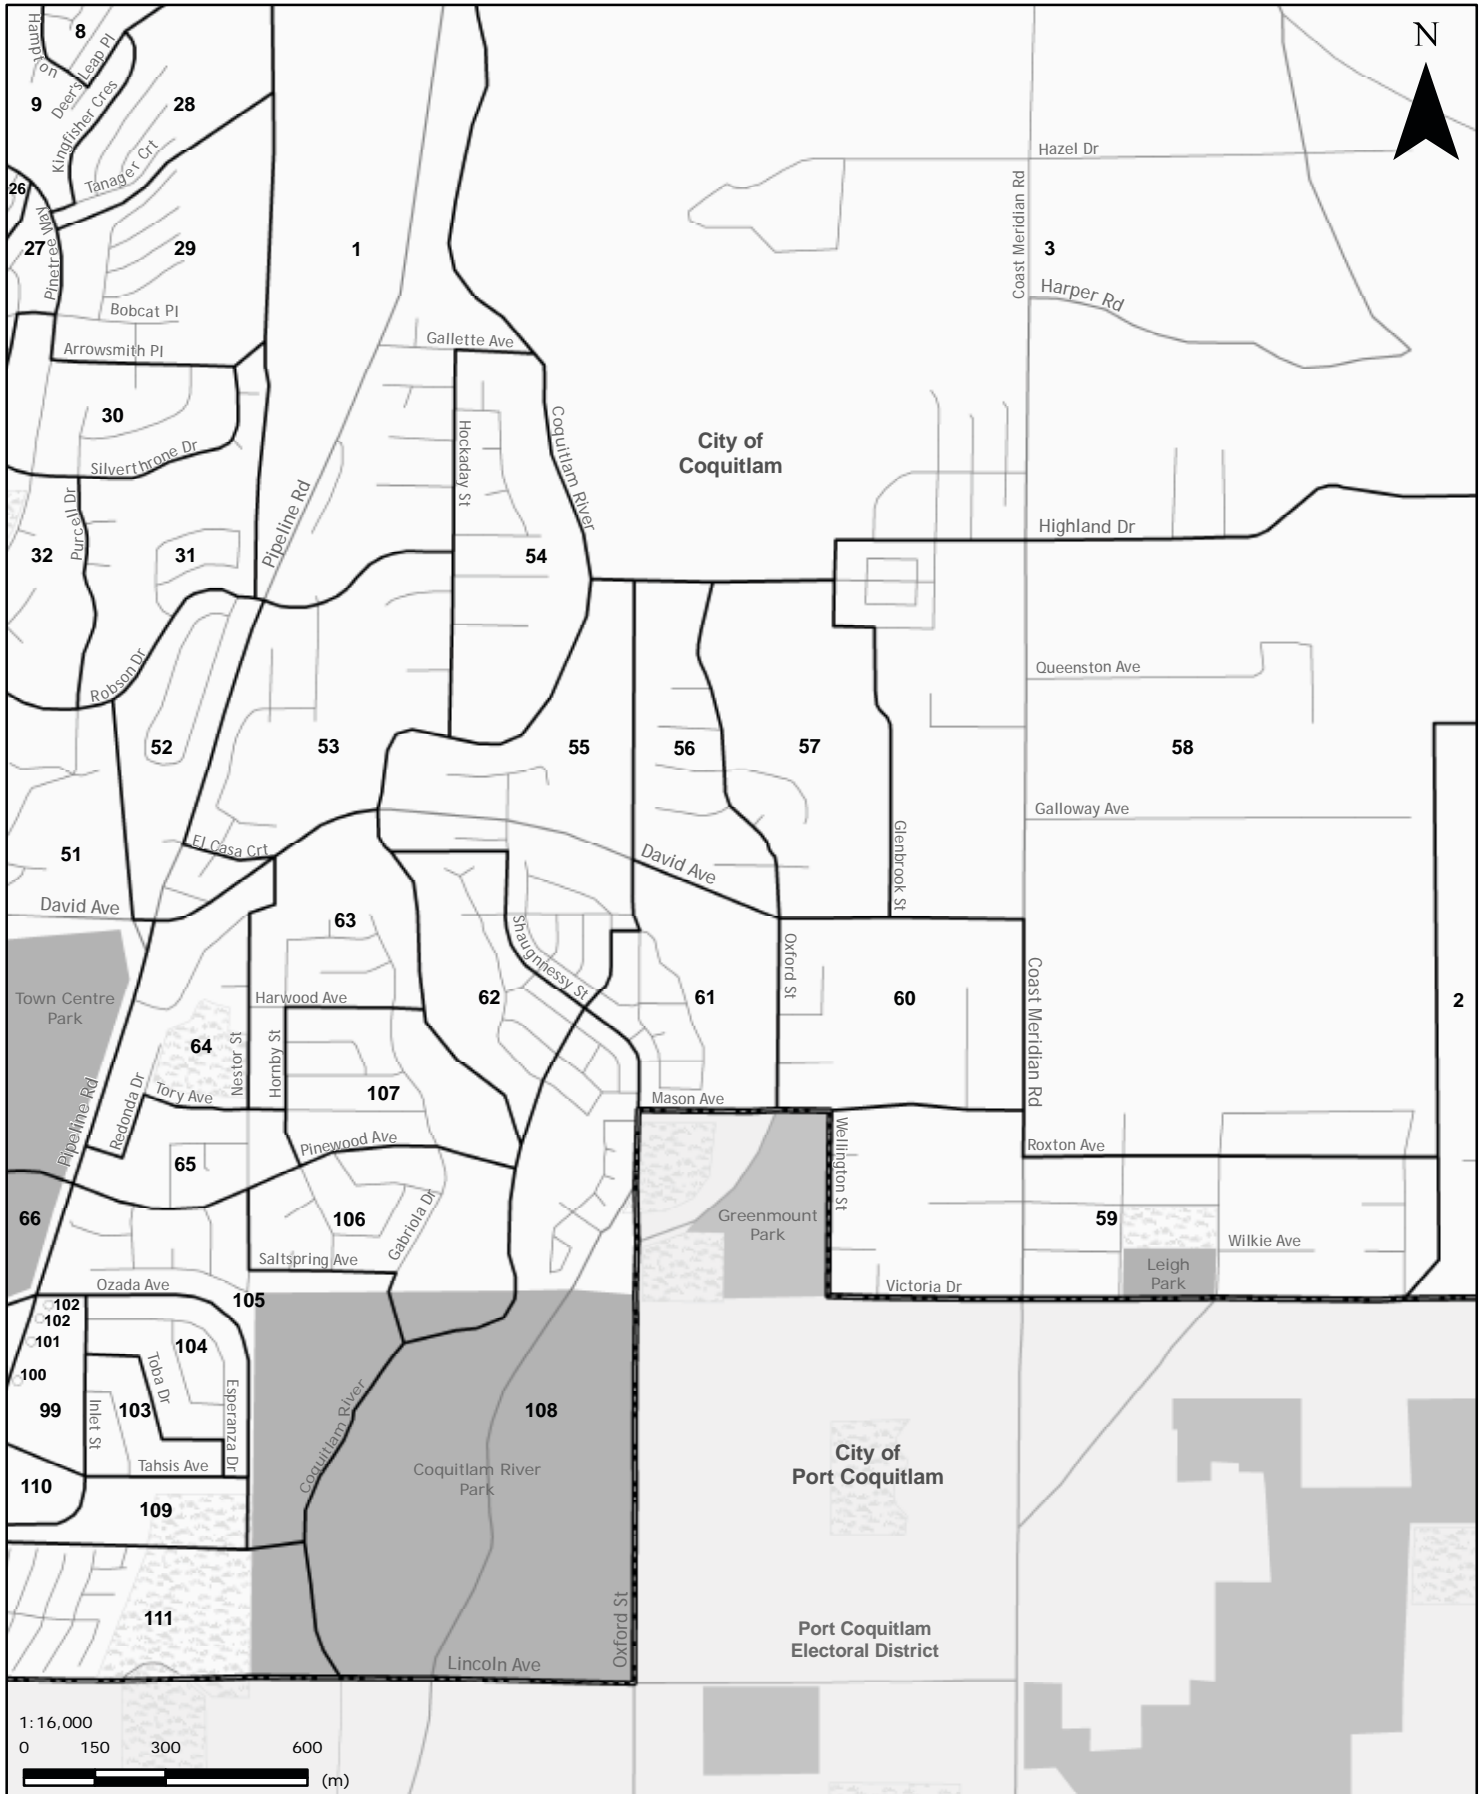 8
N
Hampton
Deer's Leap Pl
9
28
Kingfisher Cres
Hazel Dr
Tanager Crt
26
Coast Meridian Rd
27
Pinetree Way
29
1
3
Harper Rd
Bobcat Pl
Gallette Ave
Arrowsmith Pl
30
Hockaday St
Coquitlam River
City of
Coquitlam
Silverthrone Dr
Purcell Dr
Pipeline Rd
Highland Dr
32
31
54
Robson Dr
Queenston Ave
52
53
55
56
57
58
Galloway Ave
51
El Casa Crt
David Ave
Glenbrook St
David Ave
63
Shaugnnessy St
Oxford St
Coast Meridian Rd
Town Centre
Park
Harwood Ave
62
61
60
2
64
Nestor St
Hornby St
Pipeline Rd
Redonda Dr
Tory Ave
107
Mason Ave
Pinewood Ave
Wellington St
Roxton Ave
65
66
106
Gabriola Dr
Greenmount
Park
59
Saltspring Ave
Wilkie Ave
Leigh
Park
Ozada Ave
Victoria Dr
105
102
102
101
104
100
Toba Dr
Esperanza Dr
99
Inlet St
103
Coquitlam River
108
Tahsis Ave
Coquitlam River
Park
City of
Port Coquitlam
110
109
111
Oxford St
Port Coquitlam
Electoral District
Lincoln Ave
1:16,000
0 150 300 600
(m)